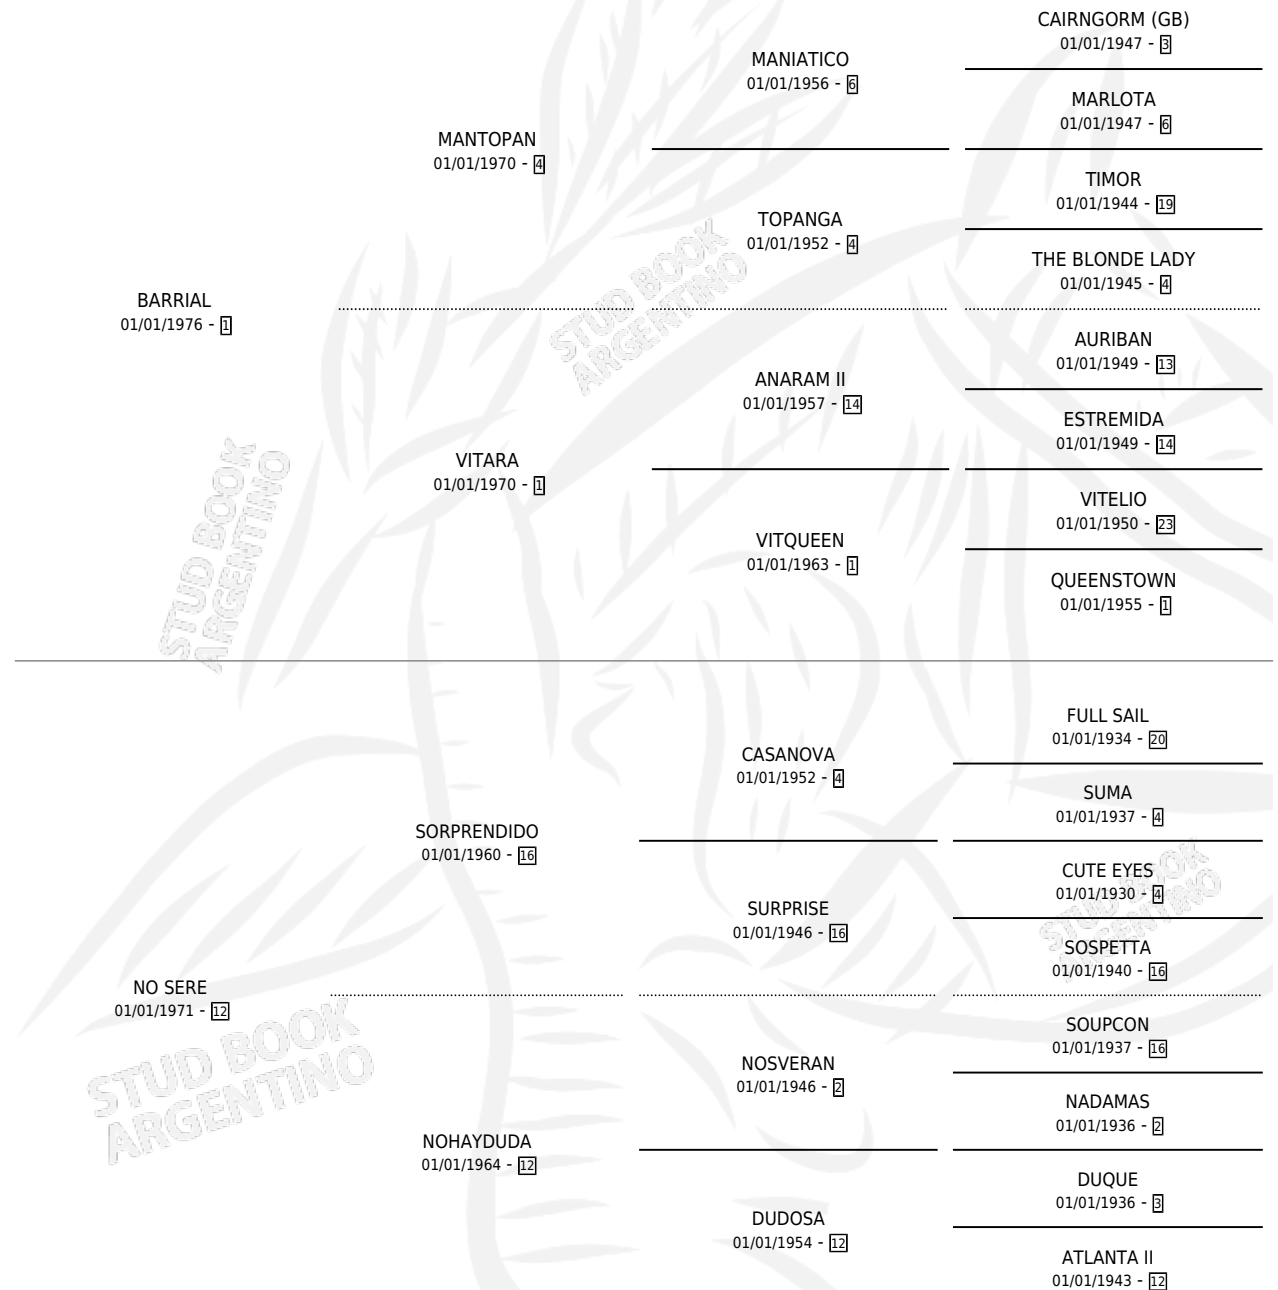 CAIRNGORM (GB)
01/01/1947 - 3
MANIATICO
01/01/1956 - 6
MARLOTA
01/01/1947 - 6
MANTOPAN
01/01/1970 - 4
TIMOR
01/01/1944 - 19
TOPANGA
01/01/1952 - 4
THE BLONDE LADY
01/01/1945 - 4
BARRIAL
01/01/1976 - 1
AURIBAN
01/01/1949 - 13
ANARAM II
01/01/1957 - 14
ESTREMIDA
01/01/1949 - 14
VITARA
01/01/1970 - 1
VITELIO
01/01/1950 - 23
VITQUEEN
01/01/1963 - 1
QUEENSTOWN
01/01/1955 - 1
FULL SAIL
01/01/1934 - 20
CASANOVA
01/01/1952 - 4
SUMA
01/01/1937 - 4
SORPRENDIDO
01/01/1960 - 16
CUTE EYES
01/01/1930 - 4
SURPRISE
01/01/1946 - 16
SOSPETTA
01/01/1940 - 16
NO SERE
01/01/1971 - 12
SOUPCON
01/01/1937 - 16
NOSVERAN
01/01/1946 - 2
NADAMAS
01/01/1936 - 2
NOHAYDUDA
01/01/1964 - 12
DUQUE
01/01/1936 - 3
DUDOSA
01/01/1954 - 12
ATLANTA II
01/01/1943 - 12
STUD BOOK
ARGENTINO
STUD BOOK
ARGENTINO
STUD BOOK
ARGENTINO
STUD BOOK
ARGENTINO